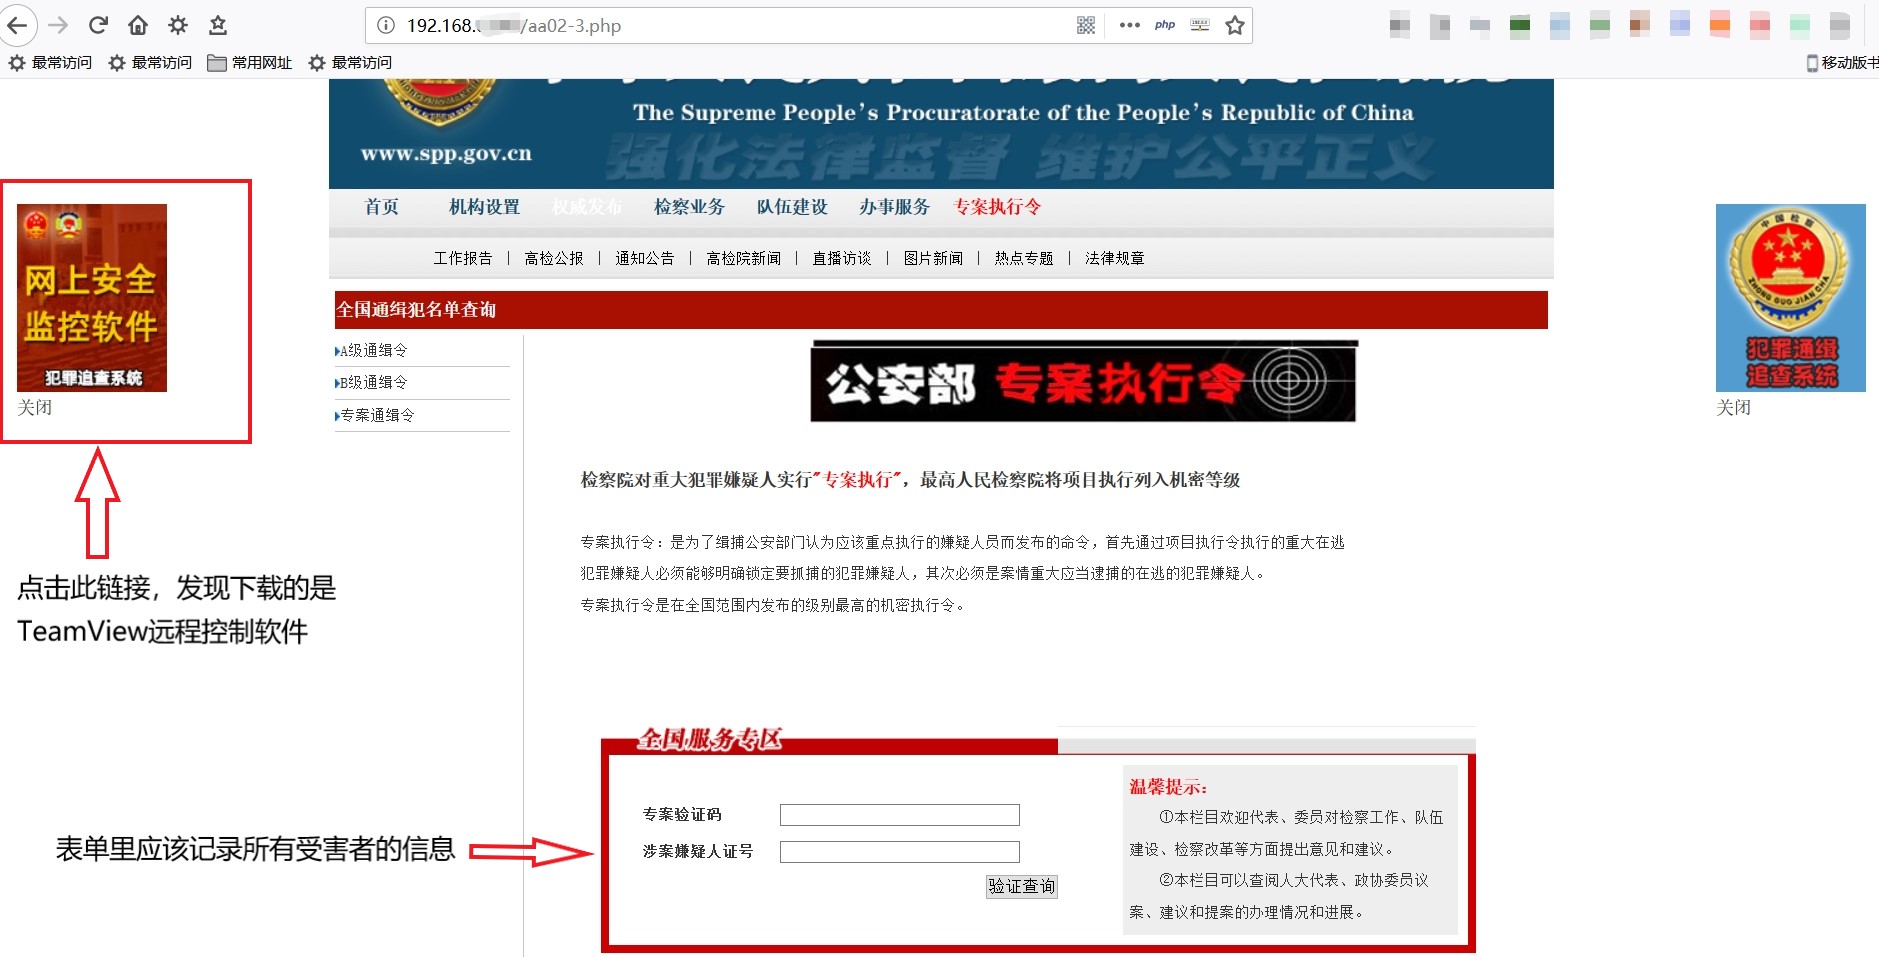 192.168. /aa02-3.php
php
最常访问
最常访问
常用网址
最常访问
移动版书
The Supreme People's Procuratorate of the People's Republic of China
www.spp.gov.cn
强化法律监督 维护公平正义
首页 机构设置 权威发布 检察业务 队伍建设 办事服务 专案执行令
工作报告 | 高检公报 | 通知公告 | 高检院新闻 | 直播访谈 | 图片新闻 | 热点专题 | 法律规章
网上安全
监控软件
犯罪追查系统
关闭
中国检察
ZHONG GUO JIAN CHA
犯罪通缉
追查系统
关闭
全国通缉犯名单查询
A级通缉令
B级通缉令
专案通缉令
公安部 专案执行令
检察院对重大犯罪嫌疑人实行"专案执行"，最高人民检察院将项目执行列入机密等级
专案执行令：是为了缉捕公安部门认为应该重点执行的嫌疑人员而发布的命令，首先通过项目执行令执行的重大在逃
犯罪嫌疑人必须能够明确锁定要抓捕的犯罪嫌疑人，其次必须是案情重大应当逮捕的在逃的犯罪嫌疑人。
专案执行令是在全国范围内发布的级别最高的机密执行令。
点击此链接，发现下载的是
TeamView远程控制软件
全国服务专区
专案验证码
涉案嫌疑人证号
验证查询
表单里应该记录所有受害者的信息
温馨提示：
①本栏目欢迎代表、委员对检察工作、队伍
建设、检察改革等方面提出意见和建议。
②本栏目可以查阅人大代表、政协委员议
案、建议和提案的办理情况和进展。